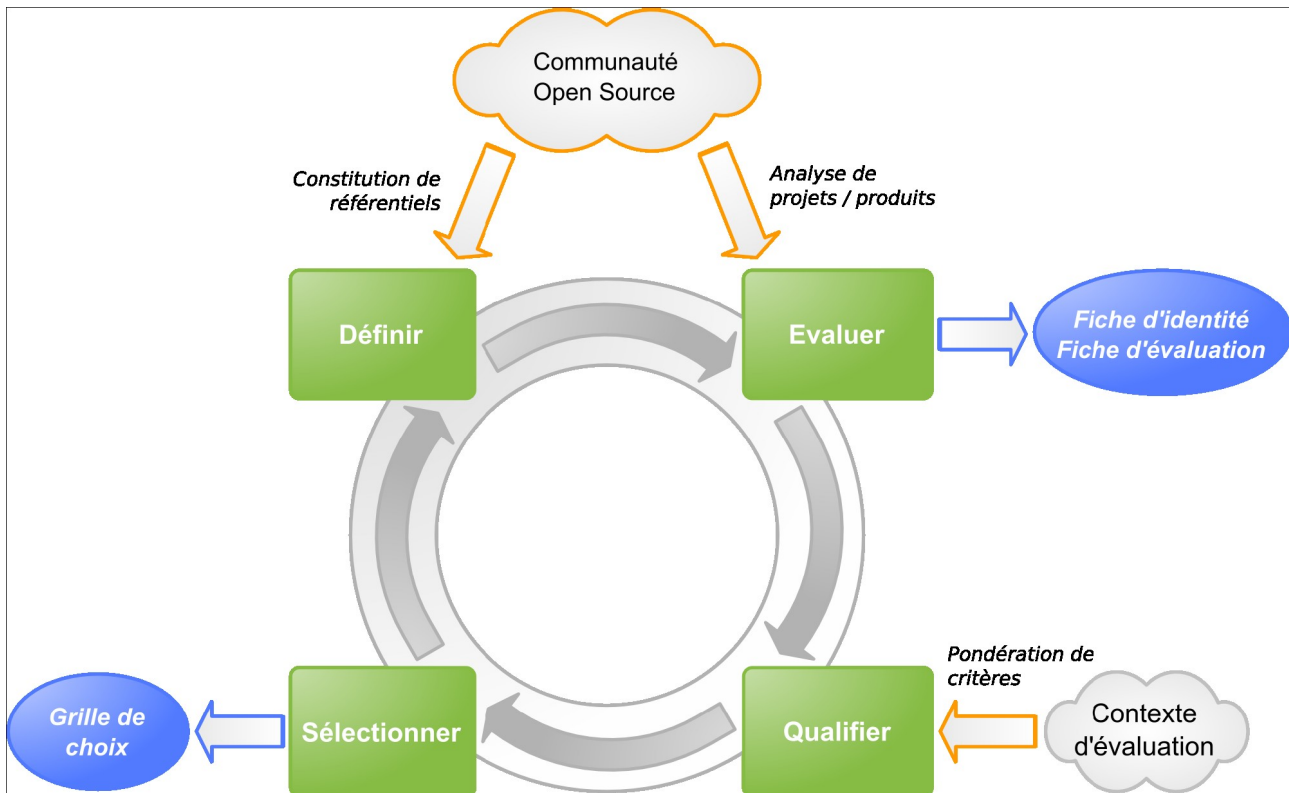 Communauté
Open Source
Constitution de
référentiels
Analyse de
projets / produits
Définir
Evaluer
Fiche d'identité
Fiche d'évaluation
Pondération de
critères
Grille de
choix
Sélectionner
Qualifier
Contexte
d'évaluation